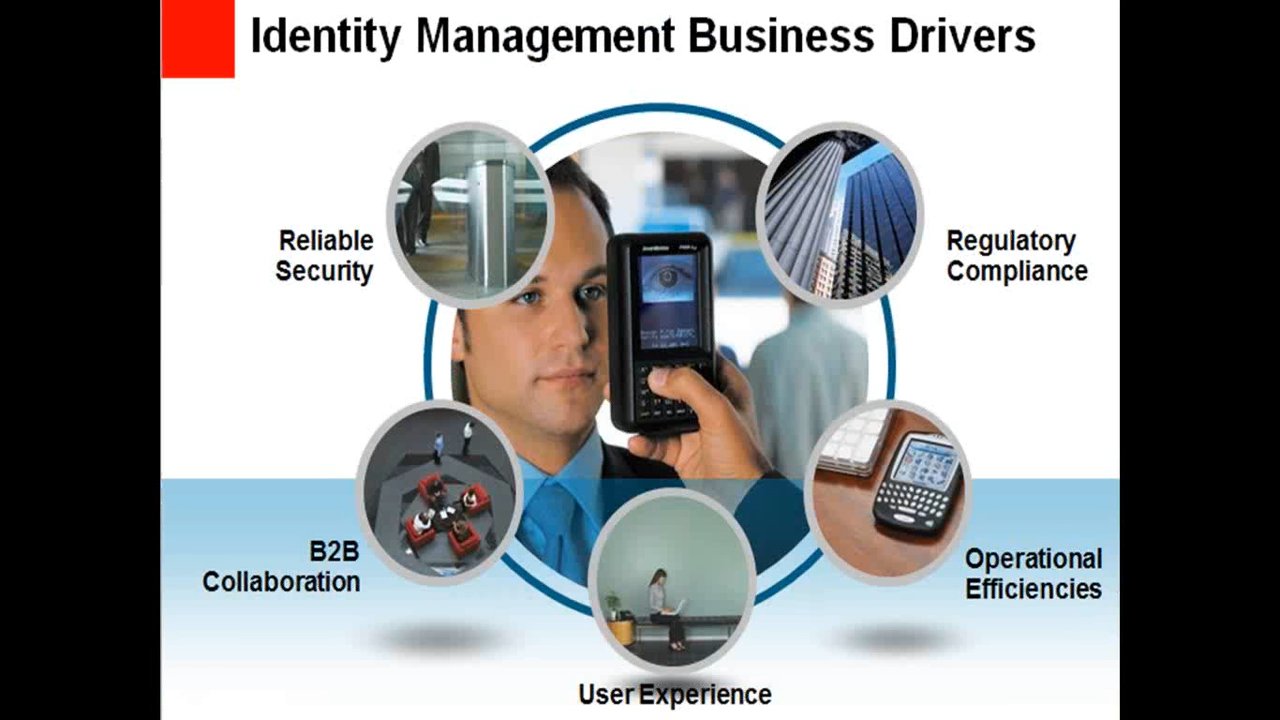 Identity Management Business Drivers
Reliable
Security
Regulatory
Compliance
B2B
Collaboration
Operational
Efficiencies
User Experience